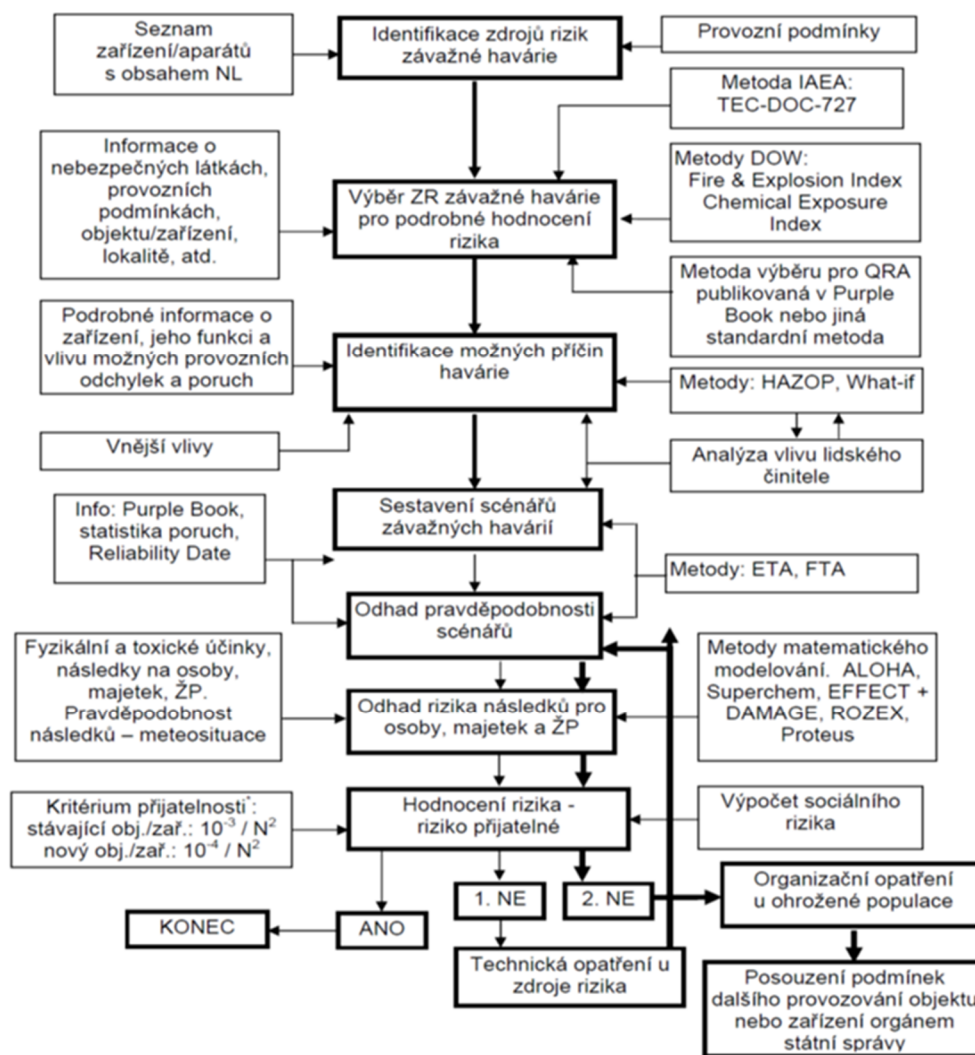 Seznam
zařízení/aparátů
s obsahem NL
Identifikace zdrojů rizik
závažné havárie
Provozní podmínky
Metoda IAEA:
TEC-DOC-727
Informace o
nebezpečných látkách,
provozních
podmínkách,
objektu/zařízení,
lokalitě, atd.
Výběr ZR závažné havárie
pro podrobné hodnocení
rizika
Metody DOW:
Fire & Explosion Index
Chemical Exposure
Index
Metoda výběru pro QRA
publikovaná v Purple
Book nebo jiná
standardní metoda
Podrobné informace o
zařízení, jeho funkci a
vlivu možných provozních
odchylek a poruch
Identifikace možných příčin
havárie
Metody: HAZOP, What-if
Vnější vlivy
Analýza vlivu lidského
činitele
Info: Purple Book,
statistika poruch,
Reliability Date
Sestavení scénářů
závažných havárií
Metody: ETA, FTA
Odhad pravděpodobnosti
scénářů
Fyzikální a toxické účinky,
následky na osoby,
majetek, ŽP.
Pravděpodobnost
následků – meteosituace
Odhad rizika následků pro
osoby, majetek a ŽP
Metody matematického
modelování. ALOHA,
Superchem, EFFECT +
DAMAGE, ROZEX,
Proteus
Kritérium přijatelnosti*:
stávající obj./zař.: 10⁻³ / N²
nový obj./zař.: 10⁻⁴ / N²
Hodnocení rizika -
riziko přijatelné
Výpočet sociálního
rizika
KONEC
ANO
1. NE
2. NE
Organizační opatření
u ohrožené populace
Technická opatření u
zdroje rizika
Posouzení podmínek
dalšího provozování objektu
nebo zařízení orgánem
státní správy